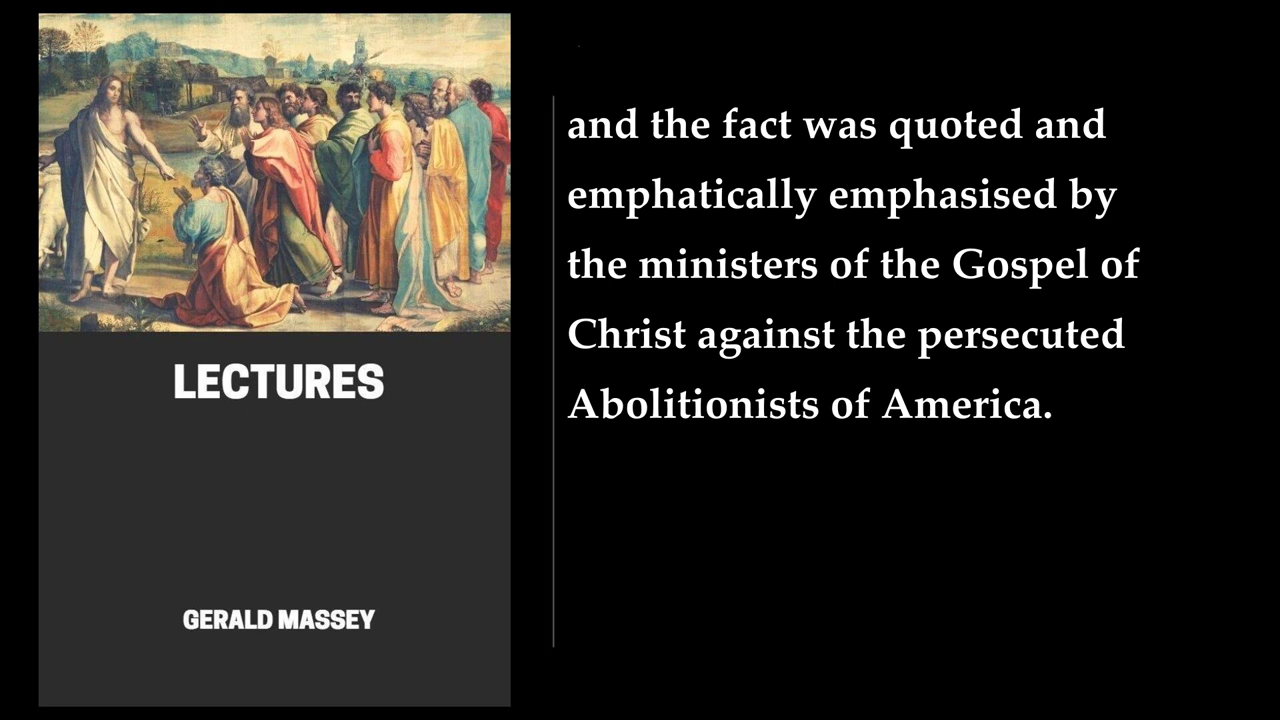 LECTURES
GERALD MASSEY
and the fact was quoted and
emphatically emphasised by
the ministers of the Gospel of
Christ against the persecuted
Abolitionists of America.